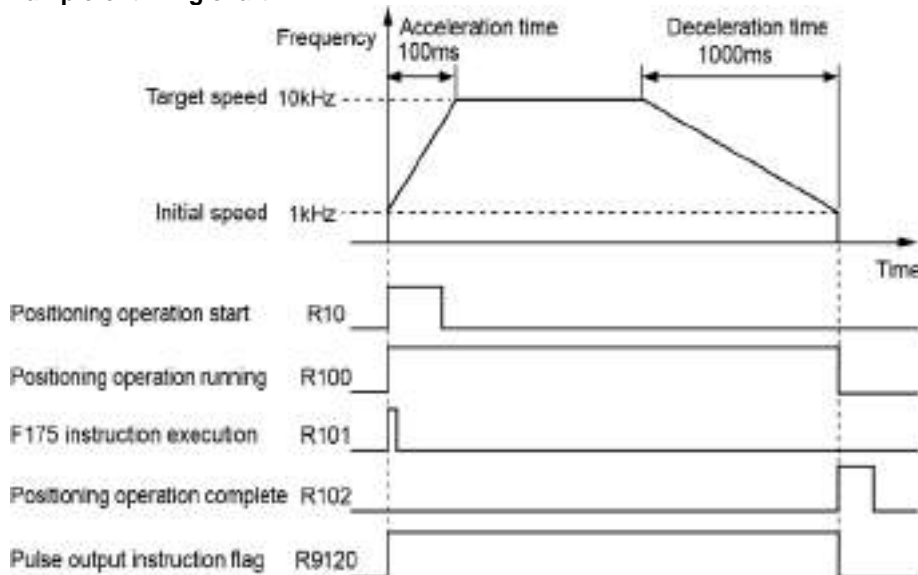 Frequency
Acceleration time
100ms
Deceleration time
1000ms
Target speed 10kHz
Initial speed 1kHz
Time
Positioning operation start R10
Positioning operation running R100
F175 instruction execution R101
Positioning operation complete R102
Pulse output instruction flag R9120